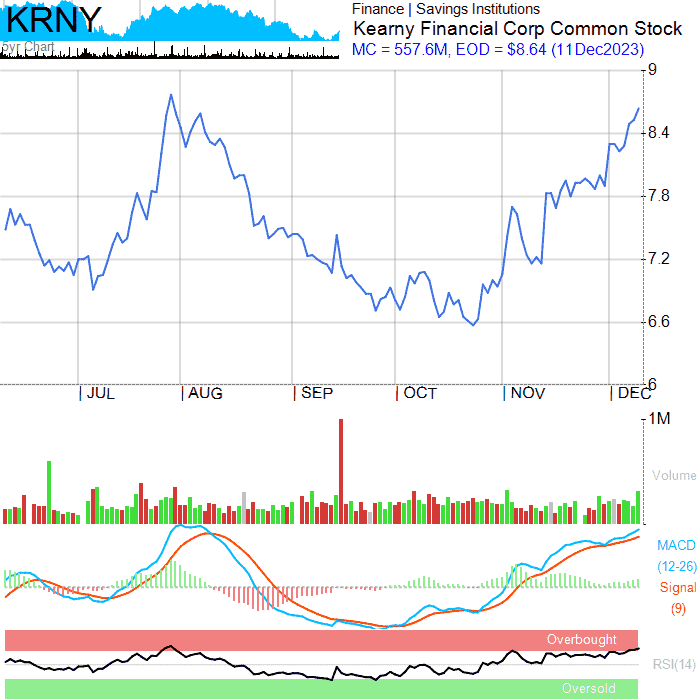 KRNY
5yr Chart
Finance | Savings Institutions
Kearny Financial Corp Common Stock
MC = 557.6M, EOD = $8.64 (11Dec2023)
9
8.4
7.8
7.2
6.6
6
| JUL | AUG | SEP | OCT | NOV | DEC
1M
Volume
MACD
(12-26)
Signal
(9)
Overbought
RSI(14)
Oversold